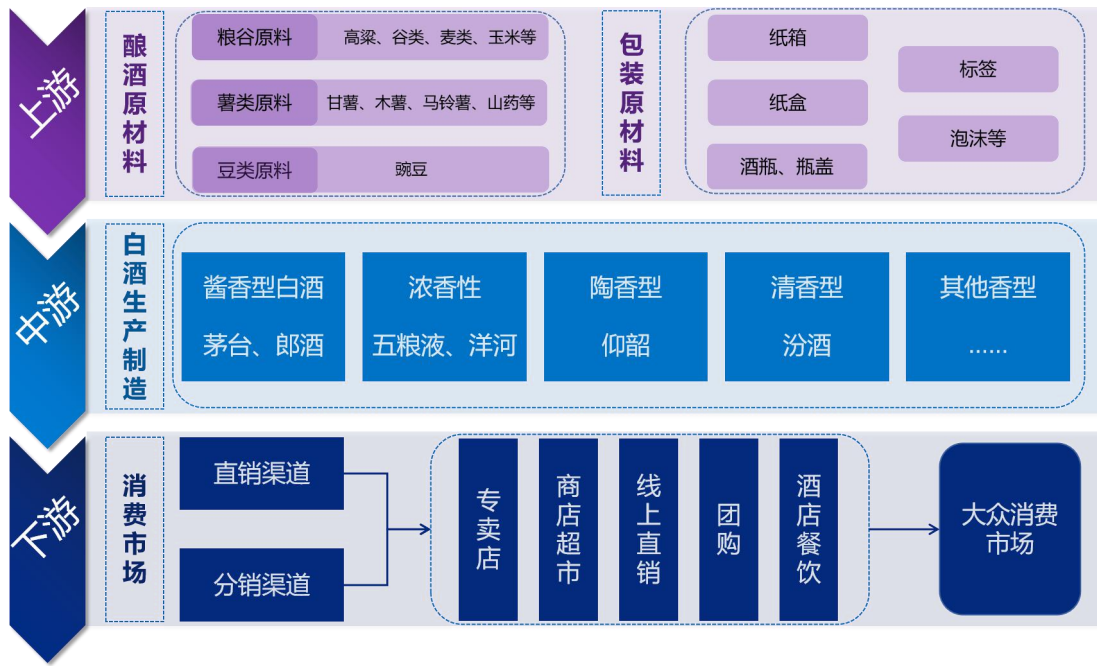 上游
酿酒原材料
粮谷原料
高粱、谷类、麦类、玉米等
薯类原料
甘薯、木薯、马铃薯、山药等
豆类原料
豌豆
包装原材料
纸箱
纸盒
酒瓶、瓶盖
标签
泡沫等
中游
白酒生产制造
酱香型白酒
茅台、郎酒
浓香性
五粮液、洋河
陶香型
仰韶
清香型
汾酒
其他香型
......
下游
消费市场
直销渠道
分销渠道
专卖店
商店超市
线上直销
团购
酒店餐饮
大众消费
市场